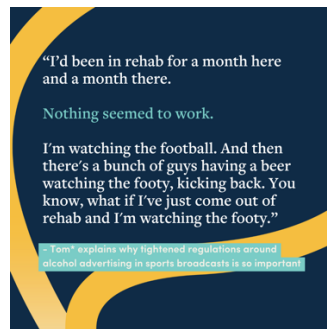 “I’d been in rehab for a month here
and a month there.
Nothing seemed to work.
I'm watching the football. And then
there's a bunch of guys having a beer
watching the footy, kicking back. You
know, what if I've just come out of
rehab and I'm watching the footy.”
- Tom* explains why tightened regulations around
alcohol advertising in sports broadcasts is so important